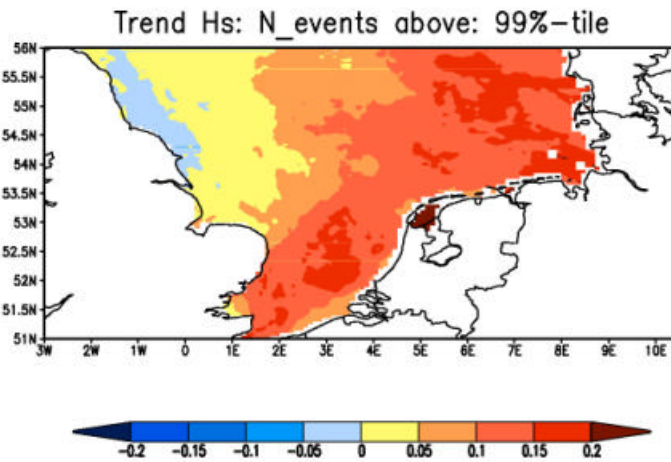 Trend Hs: N_events above: 99%-tile
56N
55.5N
55N
54.5N
54N
53.5N
53N
52.5N
52N
51.5N
51N
3W 2W 1W 0 1E 2E 3E 4E 5E 6E 7E 8E 9E 10E
-0.2 -0.15 -0.1 -0.05 0 0.05 0.1 0.15 0.2